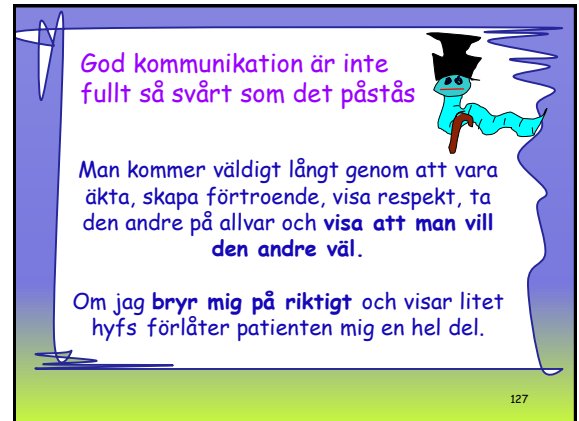 God kommunikation är inte
fullt så svårt som det påstås
Man kommer väldigt långt genom att vara
äkta, skapa förtroende, visa respekt, ta
den andre på allvar och visa att man vill
den andre väl.
Om jag bryr mig på riktigt och visar litet
hyfs förlåter patienten mig en hel del.
127